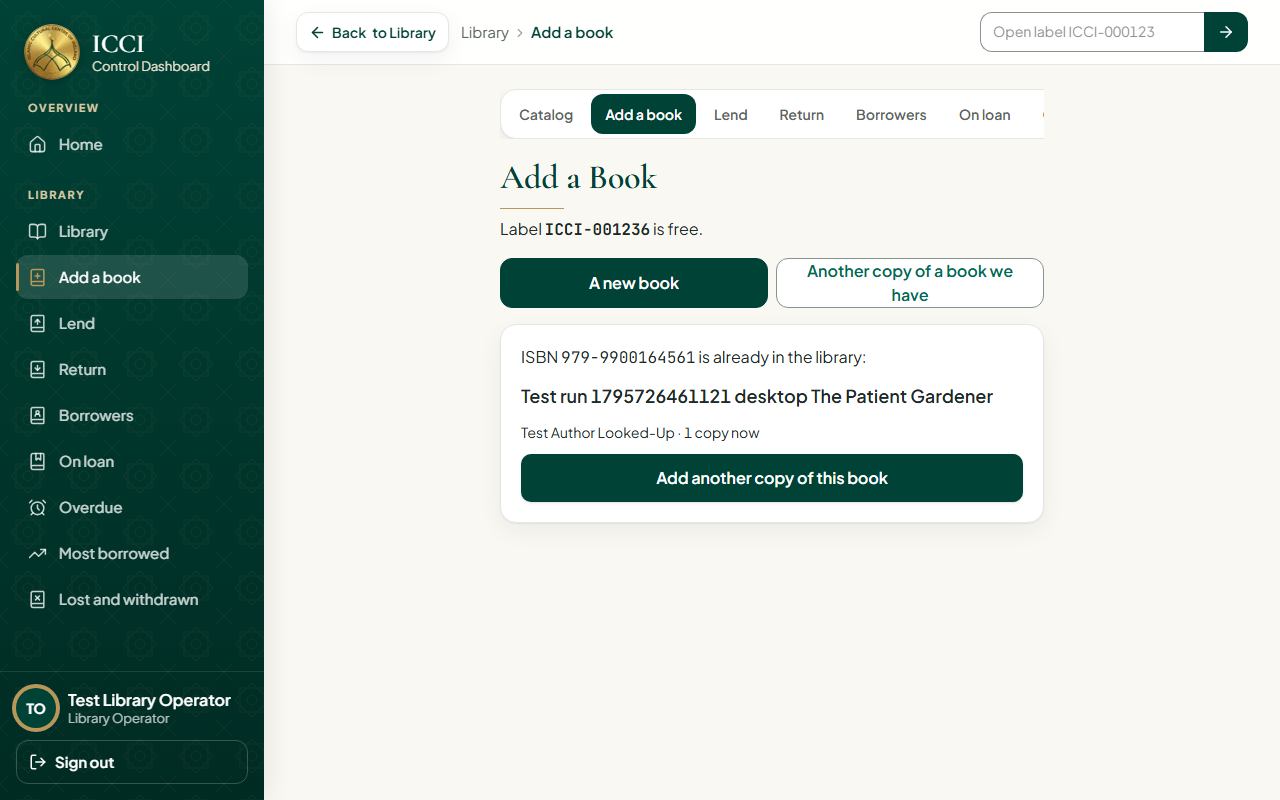 ICCI
Control Dashboard
OVERVIEW
Home
LIBRARY
Library
Add a book
Lend
Return
Borrowers
On loan
Overdue
Most borrowed
Lost and withdrawn
TO
Test Library Operator
Library Operator
Sign out
Back to Library
Library > Add a book
Open label ICCI-000123
Catalog
Add a book
Lend
Return
Borrowers
On loan
Add a Book
Label ICCI-001236 is free.
A new book
Another copy of a book we
have
ISBN 979-9900164561 is already in the library:
Test run 1795726461121 desktop The Patient Gardener
Test Author Looked-Up · 1 copy now
Add another copy of this book